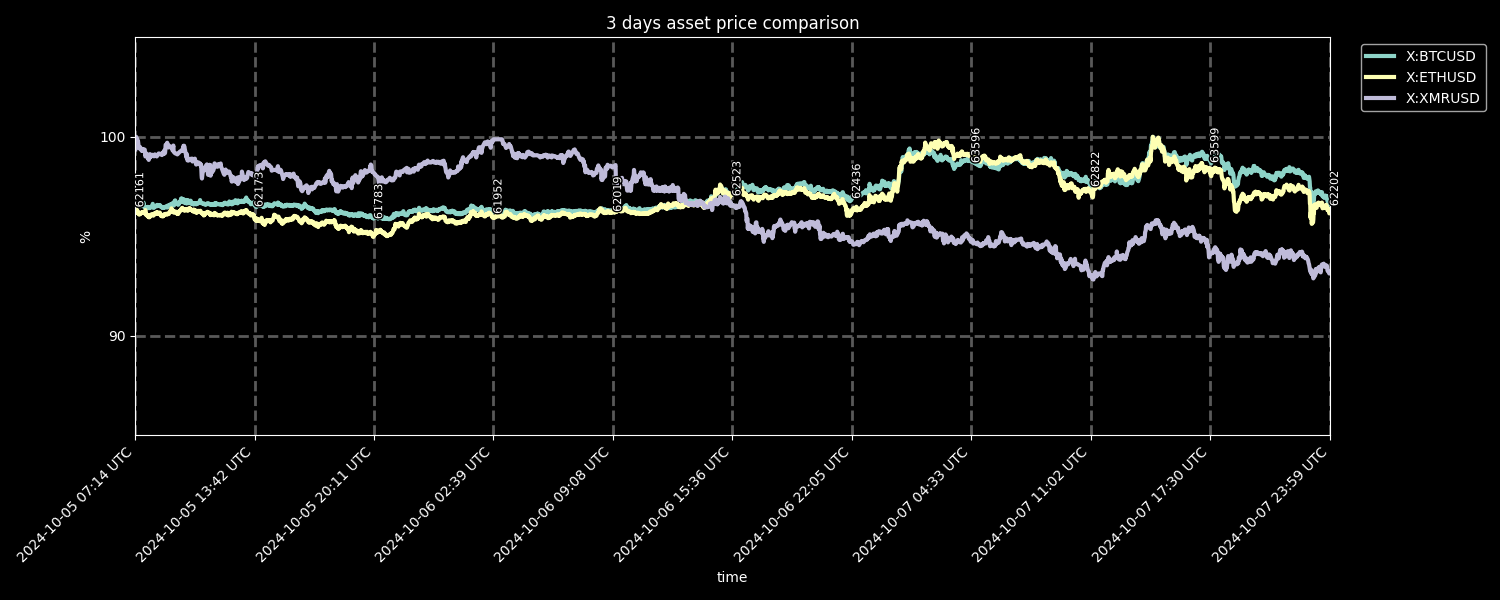 3 days asset price comparison
X:BTCUSD
X:ETHUSD
X:XMRUSD
100
90
%
62161
62173
61783
61952
62019
62523
62436
63596
62822
63599
62202
2024-10-05 07:14 UTC
2024-10-05 13:42 UTC
2024-10-05 20:11 UTC
2024-10-06 02:39 UTC
2024-10-06 09:08 UTC
2024-10-06 15:36 UTC
2024-10-06 22:05 UTC
2024-10-07 04:33 UTC
2024-10-07 11:02 UTC
2024-10-07 17:30 UTC
2024-10-07 23:59 UTC
time